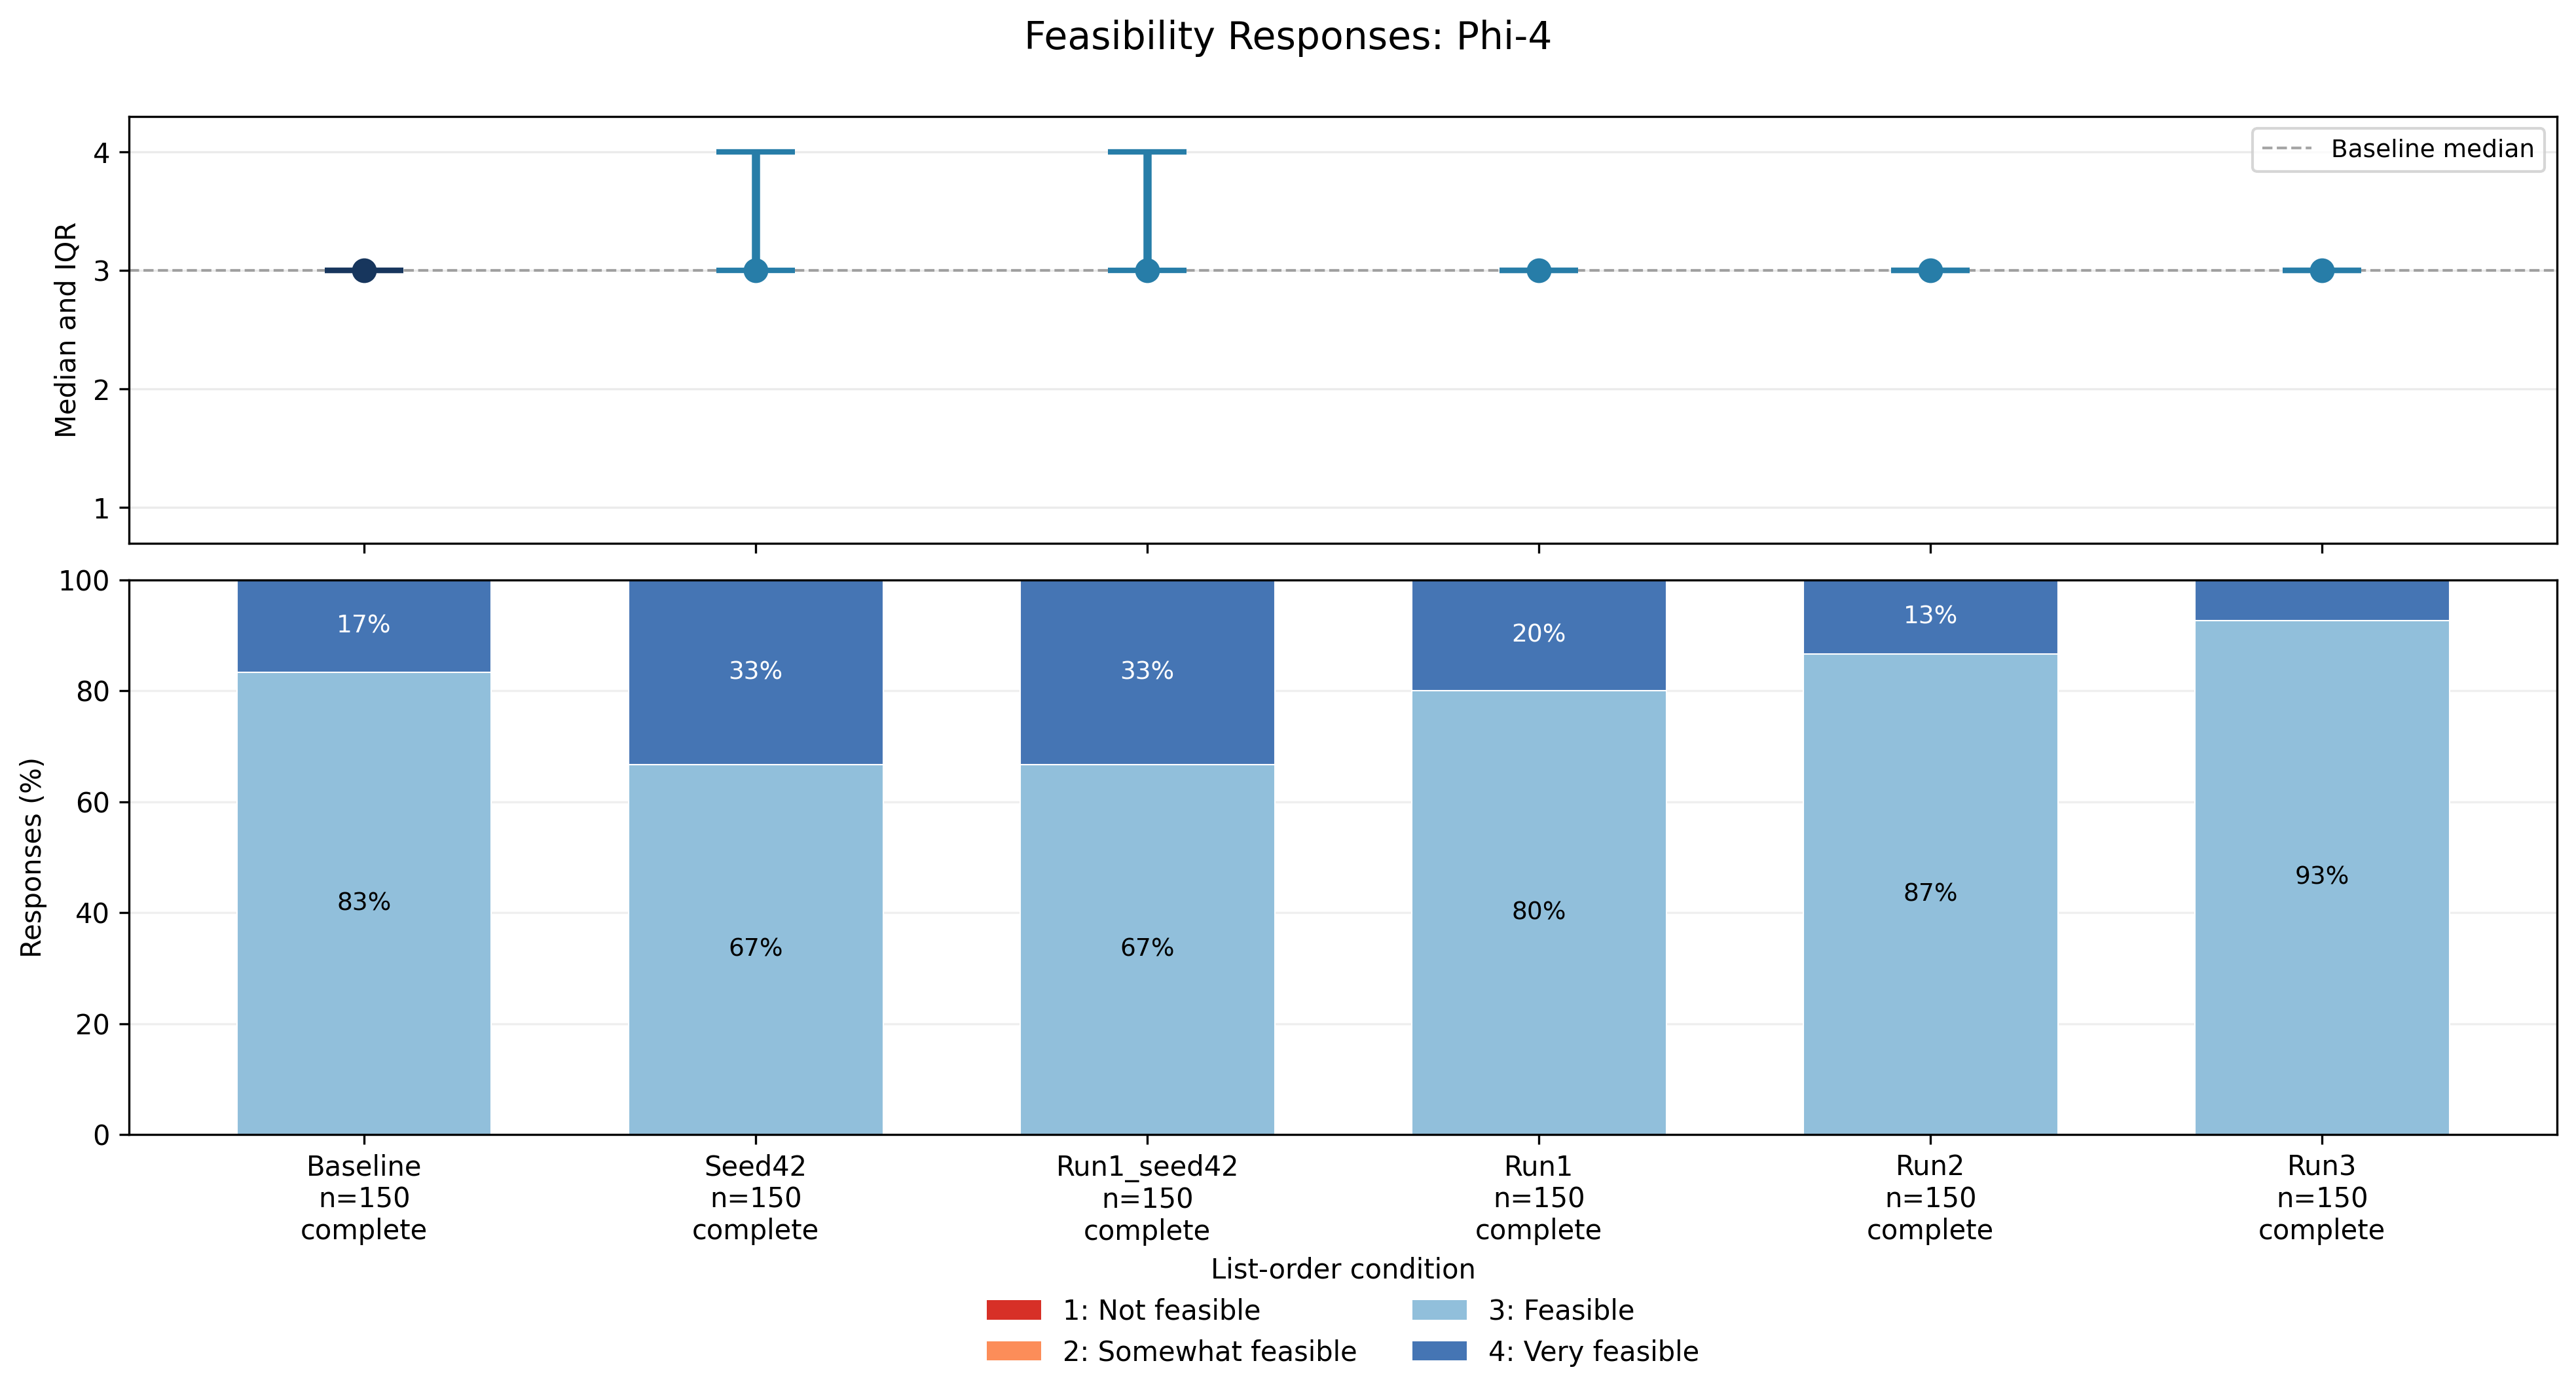 Feasibility Responses: Phi-4
Median and IQR
4
3
2
1
Baseline median
Responses (%)
100
80
60
40
20
0
17%
33%
33%
20%
13%
83%
67%
67%
80%
87%
93%
Baseline
n=150
complete
Seed42
n=150
complete
Run1_seed42
n=150
complete
Run1
n=150
complete
Run2
n=150
complete
Run3
n=150
complete
List-order condition
1: Not feasible
2: Somewhat feasible
3: Feasible
4: Very feasible